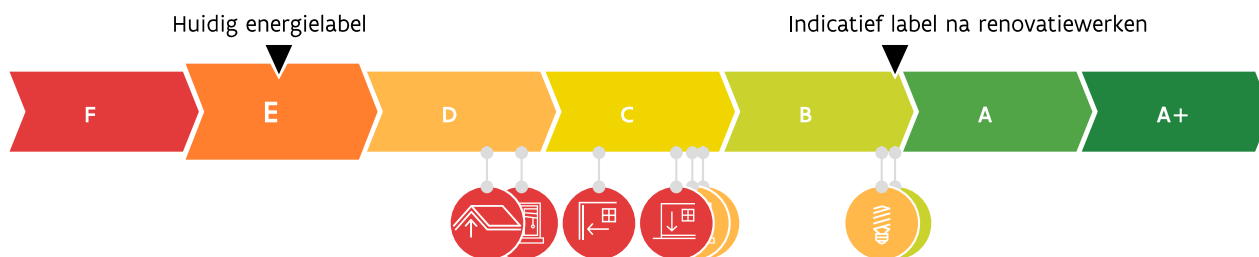 Huidig energielabel
Indicatief label na renovatiewerken
F E D C B A A+